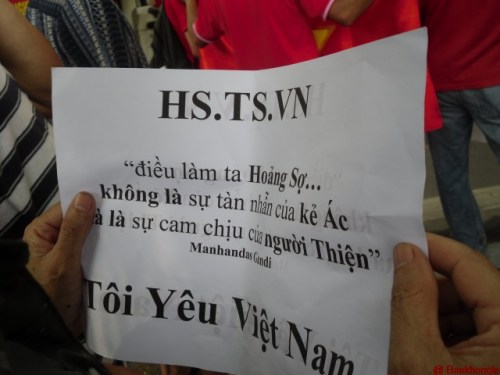 HS.TS.VN
“điều làm ta Hoảng Sợ...
không là sự tàn nhẫn của kẻ Ác
à là sự cam chịu của người Thiện”
Manhandas Gandi
Tôi Yêu Việt Nam